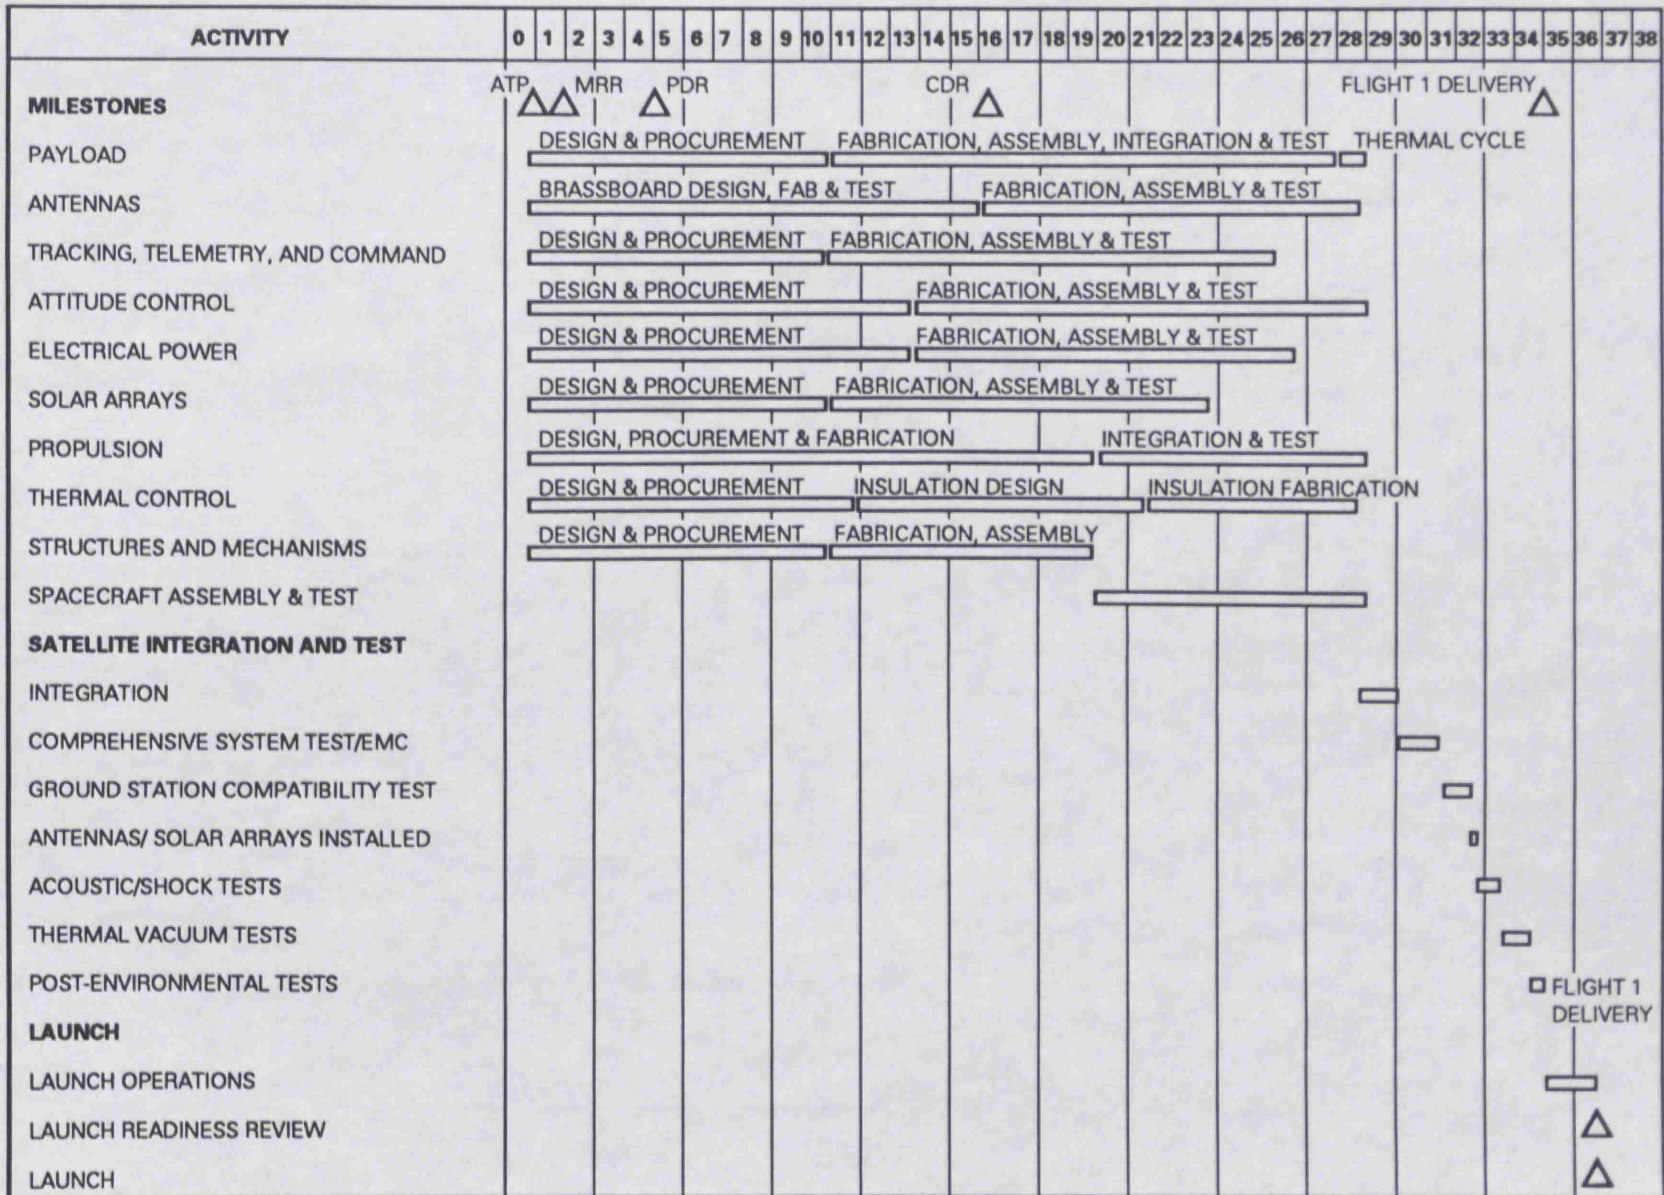 ACTIVITY 0 1 2 3 4 5 6 7 8 9 10 11 12 13 14 15 16 17 18 19 20 21 22 23 24 25 26 27 28 29 30 31 32 33 34 35 36 37 38
ATP MRR PDR CDR FLIGHT 1 DELIVERY
MILESTONES
DESIGN & PROCUREMENT FABRICATION, ASSEMBLY, INTEGRATION & TEST THERMAL CYCLE
PAYLOAD
BRASSBOARD DESIGN, FAB & TEST FABRICATION, ASSEMBLY & TEST
ANTENNAS
DESIGN & PROCUREMENT FABRICATION, ASSEMBLY & TEST
TRACKING, TELEMETRY, AND COMMAND
DESIGN & PROCUREMENT FABRICATION, ASSEMBLY & TEST
ATTITUDE CONTROL
DESIGN & PROCUREMENT FABRICATION, ASSEMBLY & TEST
ELECTRICAL POWER
DESIGN & PROCUREMENT FABRICATION, ASSEMBLY & TEST
SOLAR ARRAYS
DESIGN, PROCUREMENT & FABRICATION INTEGRATION & TEST
PROPULSION
DESIGN & PROCUREMENT INSULATION DESIGN INSULATION FABRICATION
THERMAL CONTROL
DESIGN & PROCUREMENT FABRICATION, ASSEMBLY
STRUCTURES AND MECHANISMS
SPACECRAFT ASSEMBLY & TEST
SATELLITE INTEGRATION AND TEST
INTEGRATION
COMPREHENSIVE SYSTEM TEST/EMC
GROUND STATION COMPATIBILITY TEST
ANTENNAS/ SOLAR ARRAYS INSTALLED
ACOUSTIC/SHOCK TESTS
THERMAL VACUUM TESTS
POST-ENVIRONMENTAL TESTS FLIGHT 1
DELIVERY
LAUNCH
LAUNCH OPERATIONS
LAUNCH READINESS REVIEW
LAUNCH